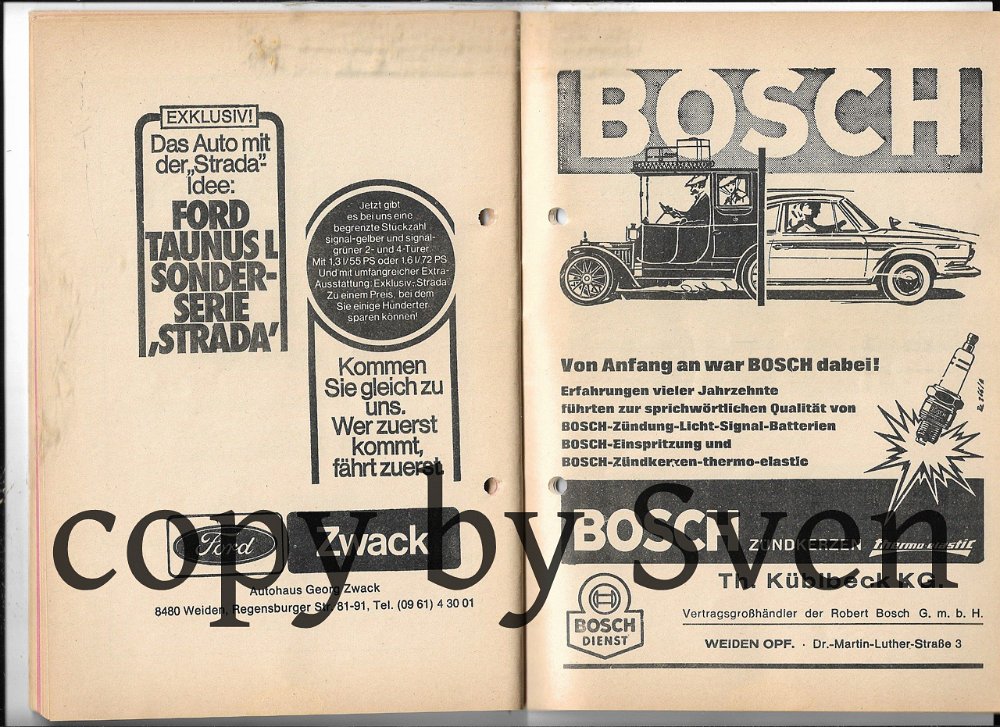 EXKLUSIV!
Das Auto mit
der „Strada“-
Idee:
FORD
TAUNUS L
SONDER-
SERIE
‚STRADA‘
Jetzt gibt
es bei uns eine
begrenzte Stückzahl
signal-gelber und signal-
grüner 2- und 4-Türer.
Mit 1,3 l/55 PS oder 1.6 l/72 PS
Und mit umfangreicher Extra-
Ausstattung: Exklusiv-Strada.
Zu einem Preis, bei dem
Sie einige Hunderter
sparen können!
Kommen
Sie gleich zu
uns.
Wer zuerst
kommt,
fährt zuerst
Ford
Zwack
Autohaus Georg Zwack
8480 Weiden, Regensburger Str. 81-91, Tel. (09 61) 4 30 01
BOSCH
Von Anfang an war BOSCH dabei!
Erfahrungen vieler Jahrzehnte
führten zur sprichwörtlichen Qualität von
BOSCH-Zündung-Licht-Signal-Batterien
BOSCH-Einspritzung und
BOSCH-Zündkerzen-thermo-elastic
BOSCH ZÜNDKERZEN thermo elastic
Th. Küblbeck KG.
Vertragsgroßhändler der Robert Bosch G. m. b. H.
BOSCH
DIENST
WEIDEN OPF. · Dr.-Martin-Luther-Straße 3
copy by Sven